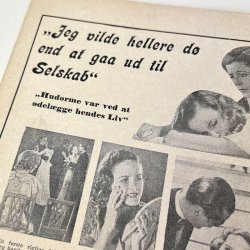 „Jeg vilde hellere dø
end at gaa ud til
Selskab“
„Hudorme var ved at
ødelægge hendes Liv“